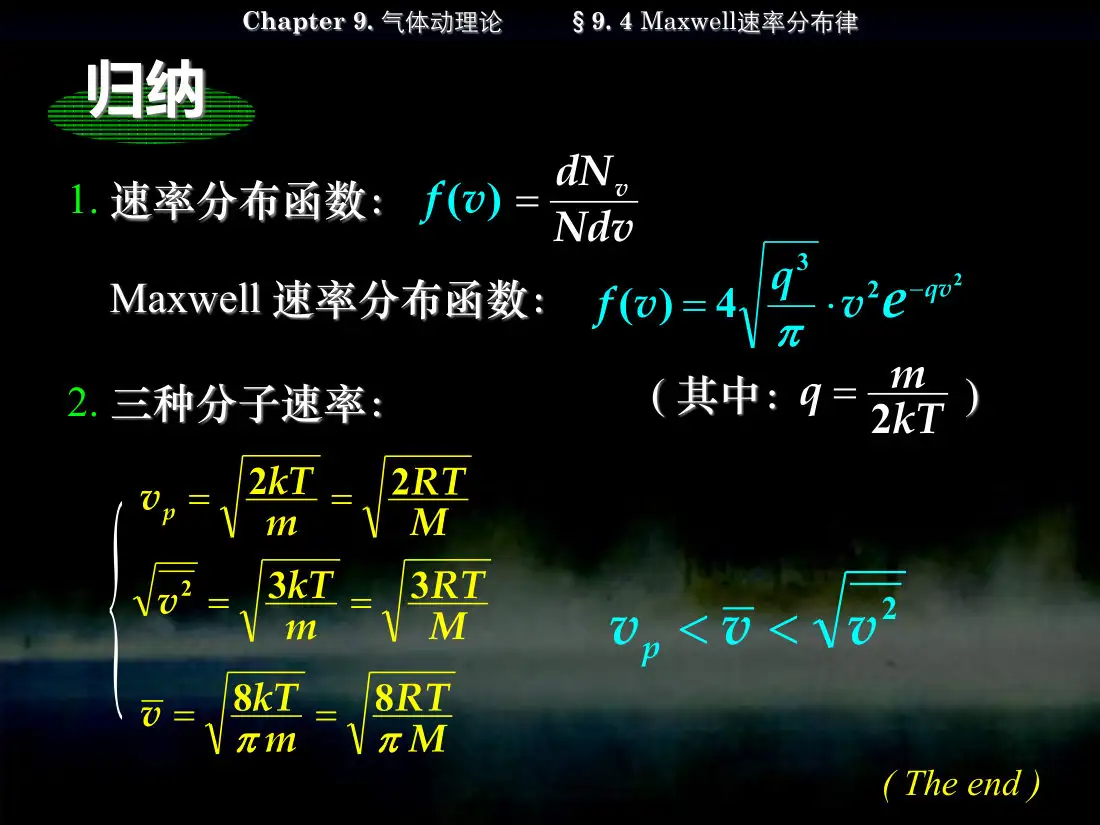 Chapter 9. 气体动理论 §9. 4 Maxwell速率分布律
归纳
1. 速率分布函数： f(v) = dN_v / Ndv
Maxwell 速率分布函数： f(v) = 4√(q³/π) · v² e^(−qv²)
2. 三种分子速率： ( 其中： q = m / 2kT )
v_p = √(2kT/m) = √(2RT/M)
√(v̅²) = √(3kT/m) = √(3RT/M)
v_p < v̅ < √(v̅²)
v̅ = √(8kT/πm) = √(8RT/πM)
( The end )